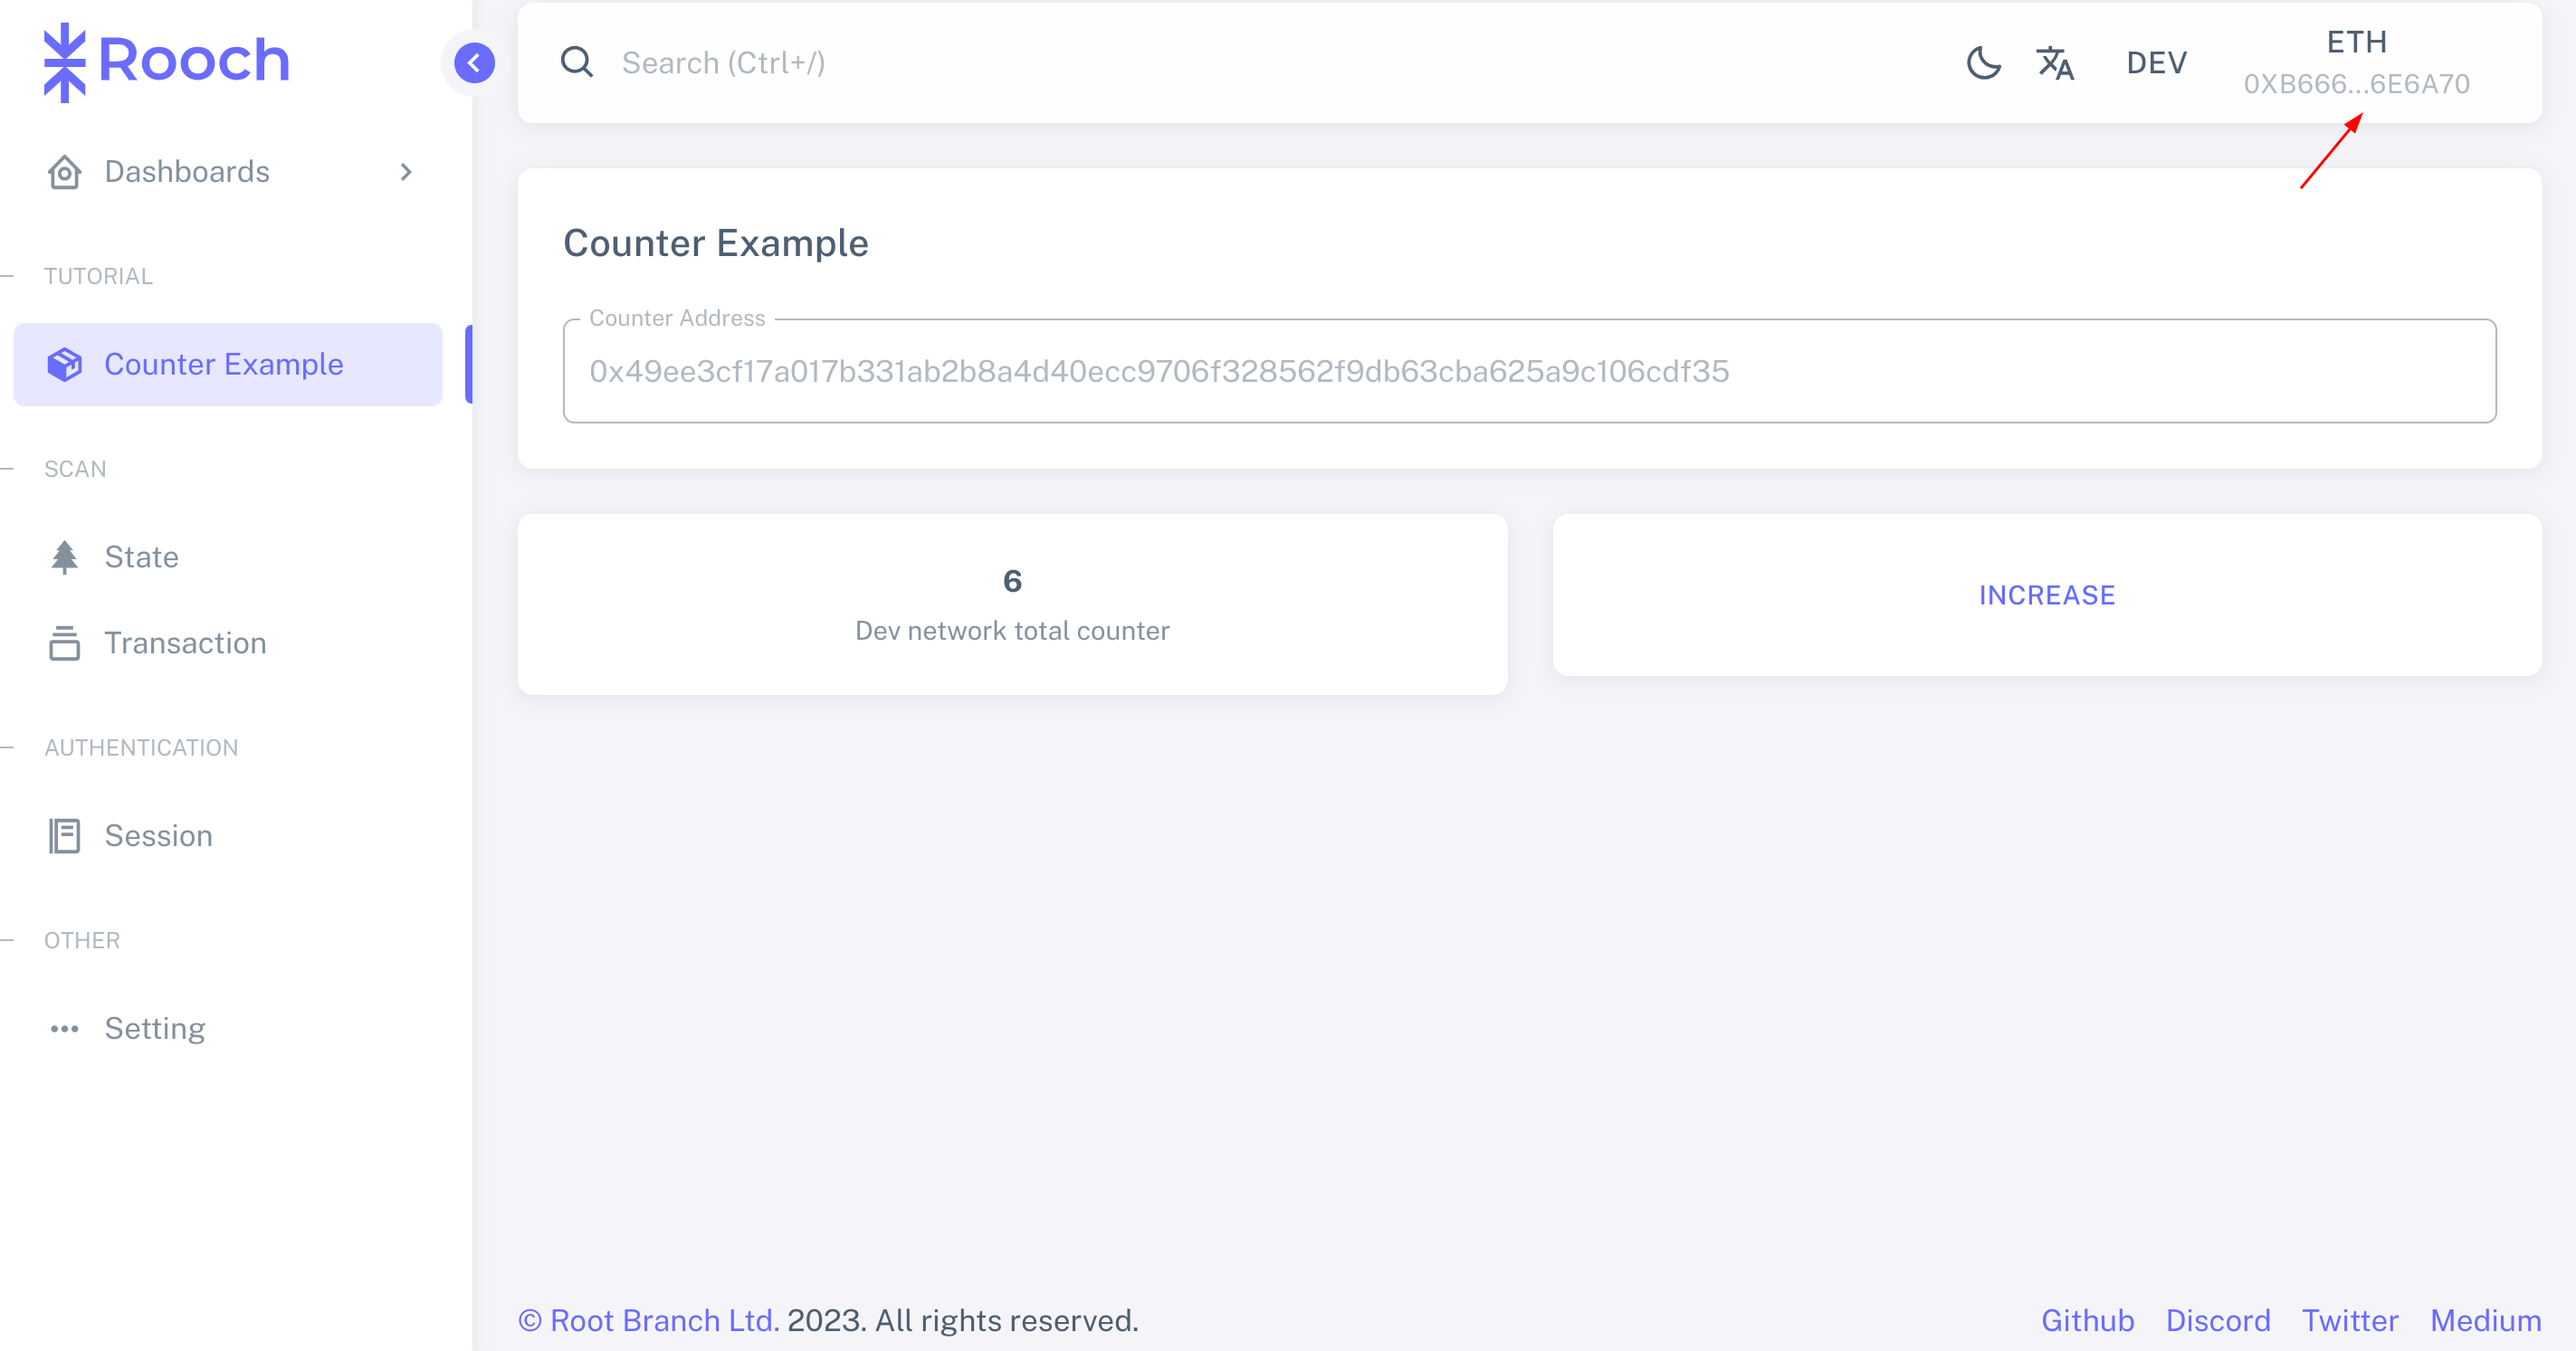 Rooch
Dashboards
TUTORIAL
Counter Example
SCAN
State
Transaction
AUTHENTICATION
Session
OTHER
Setting
Search (Ctrl+/)
DEV
ETH
0XB666...6E6A70
Counter Example
Counter Address
0x49ee3cf17a017b331ab2b8a4d40ecc9706f328562f9db63cba625a9c106cdf35
6
Dev network total counter
INCREASE
© Root Branch Ltd. 2023. All rights reserved.
Github Discord Twitter Medium